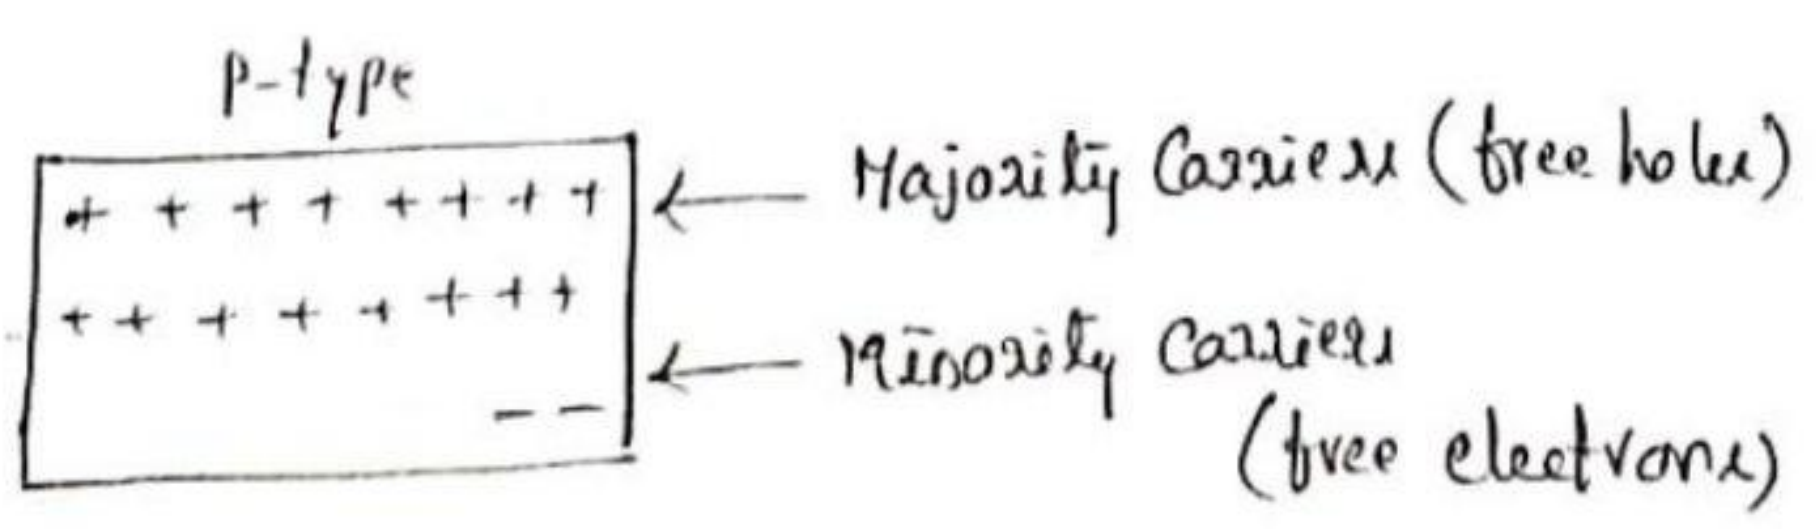 P-type
+ + + + + + + +
← Majority Carriers (free holes)
+ + + + + + + +
← Minority Carriers
- -
(free electrons)